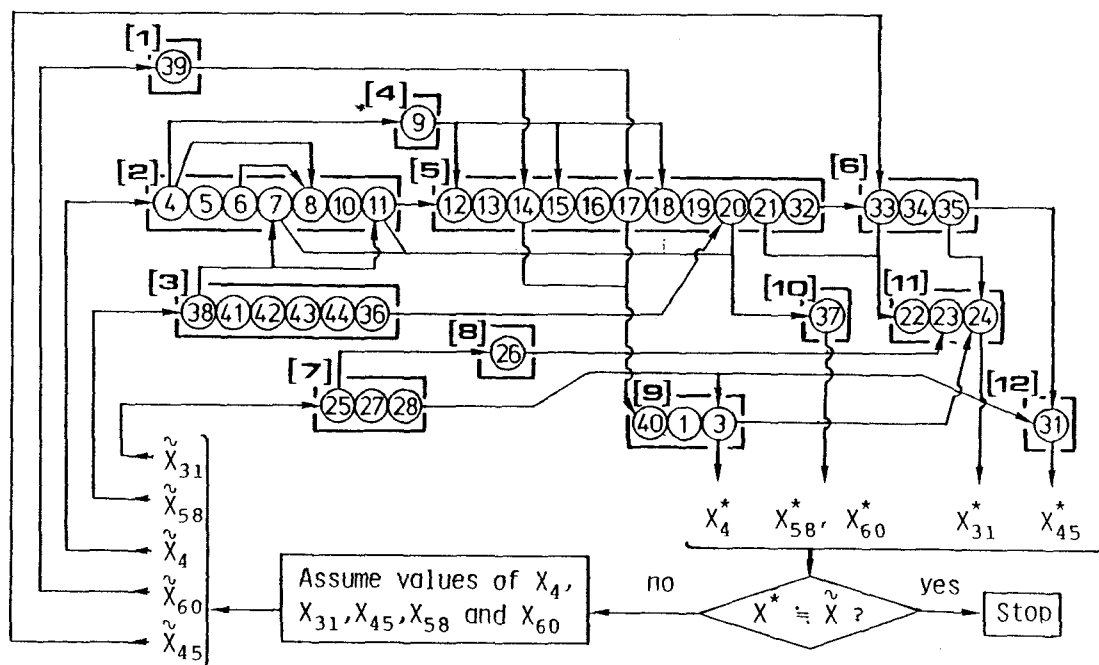 [1]
39
*[4]
9
[2]
4 5 6 7 8 10 11
[5]
12 13 14 15 16 17 18 19 20 21 32
[6]
33 34 35
[3]
38 41 42 43 44 36
[8]
26
[10]
37
[11]
22 23 24
[7]
25 27 28
[9]
40 1 3
[12]
31
X̃31
X̃58
X̃4
X̃60
X̃45
X*4
X*58, X*60
X*31
X*45
Assume values of X4,
X31,X45,X58 and X60
no
X* ≒ X̃ ?
yes
Stop